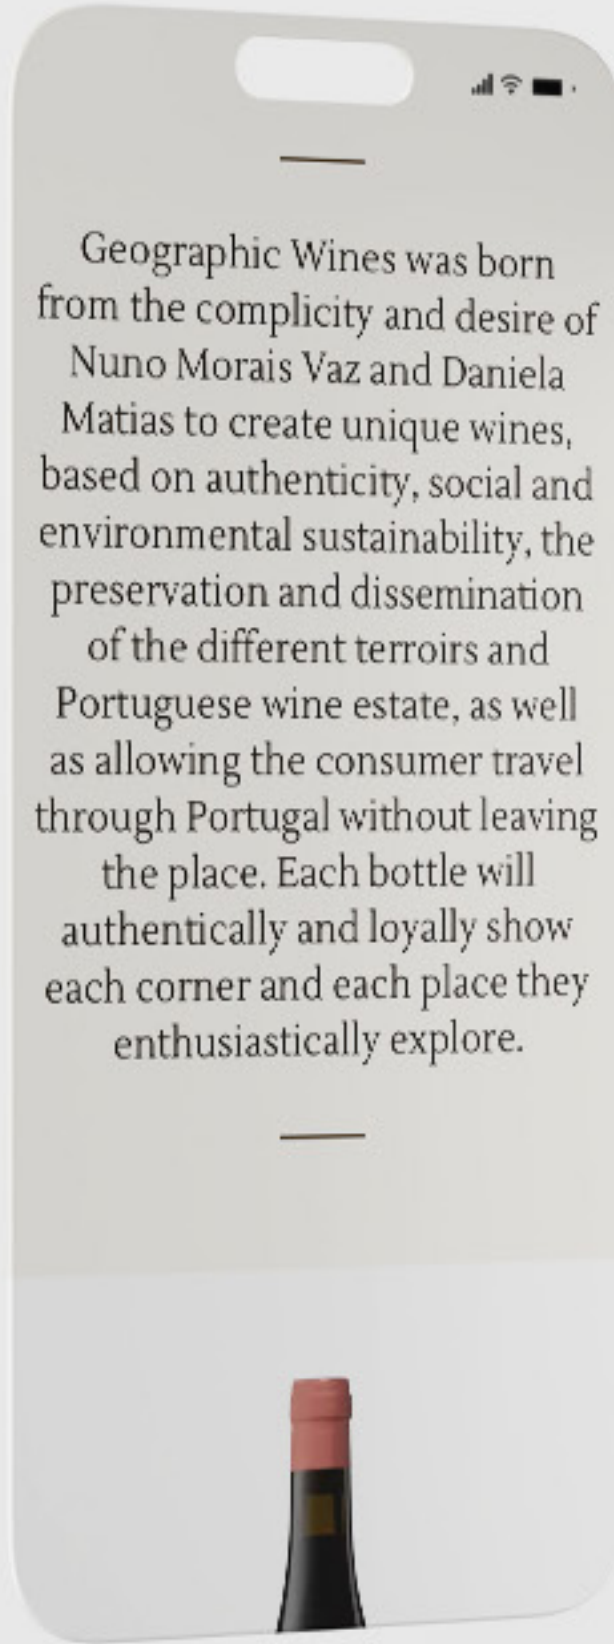 Geographic Wines was born
from the complicity and desire of
Nuno Morais Vaz and Daniela
Matias to create unique wines,
based on authenticity, social and
environmental sustainability, the
preservation and dissemination
of the different terroirs and
Portuguese wine estate, as well
as allowing the consumer travel
through Portugal without leaving
the place. Each bottle will
authentically and loyally show
each corner and each place they
enthusiastically explore.